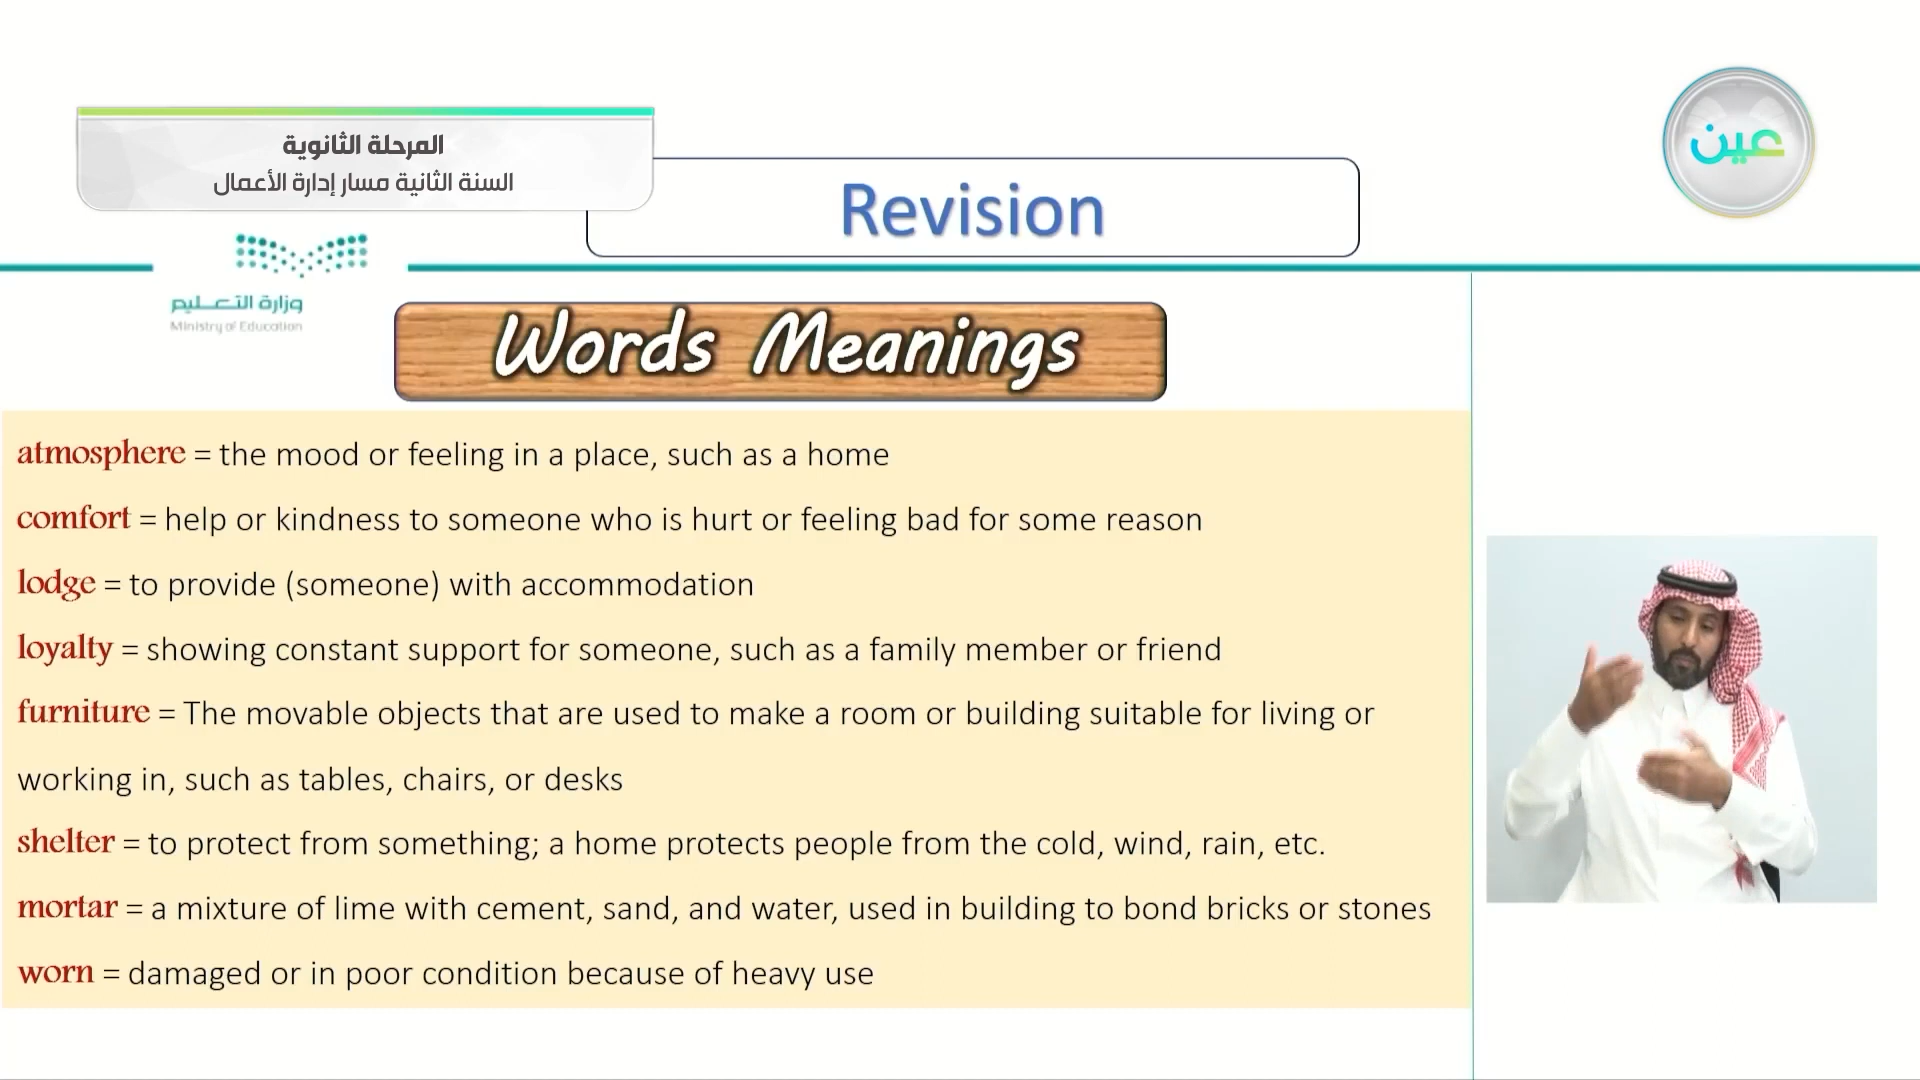 المرحلة الثانوية
السنة الثانية مسار إدارة الأعمال
عين
Revision
وزارة التعليم
Ministry of Education
Words Meanings
atmosphere = the mood or feeling in a place, such as a home
comfort = help or kindness to someone who is hurt or feeling bad for some reason
lodge = to provide (someone) with accommodation
loyalty = showing constant support for someone, such as a family member or friend
furniture = The movable objects that are used to make a room or building suitable for living or
working in, such as tables, chairs, or desks
shelter = to protect from something; a home protects people from the cold, wind, rain, etc.
mortar = a mixture of lime with cement, sand, and water, used in building to bond bricks or stones
worn = damaged or in poor condition because of heavy use